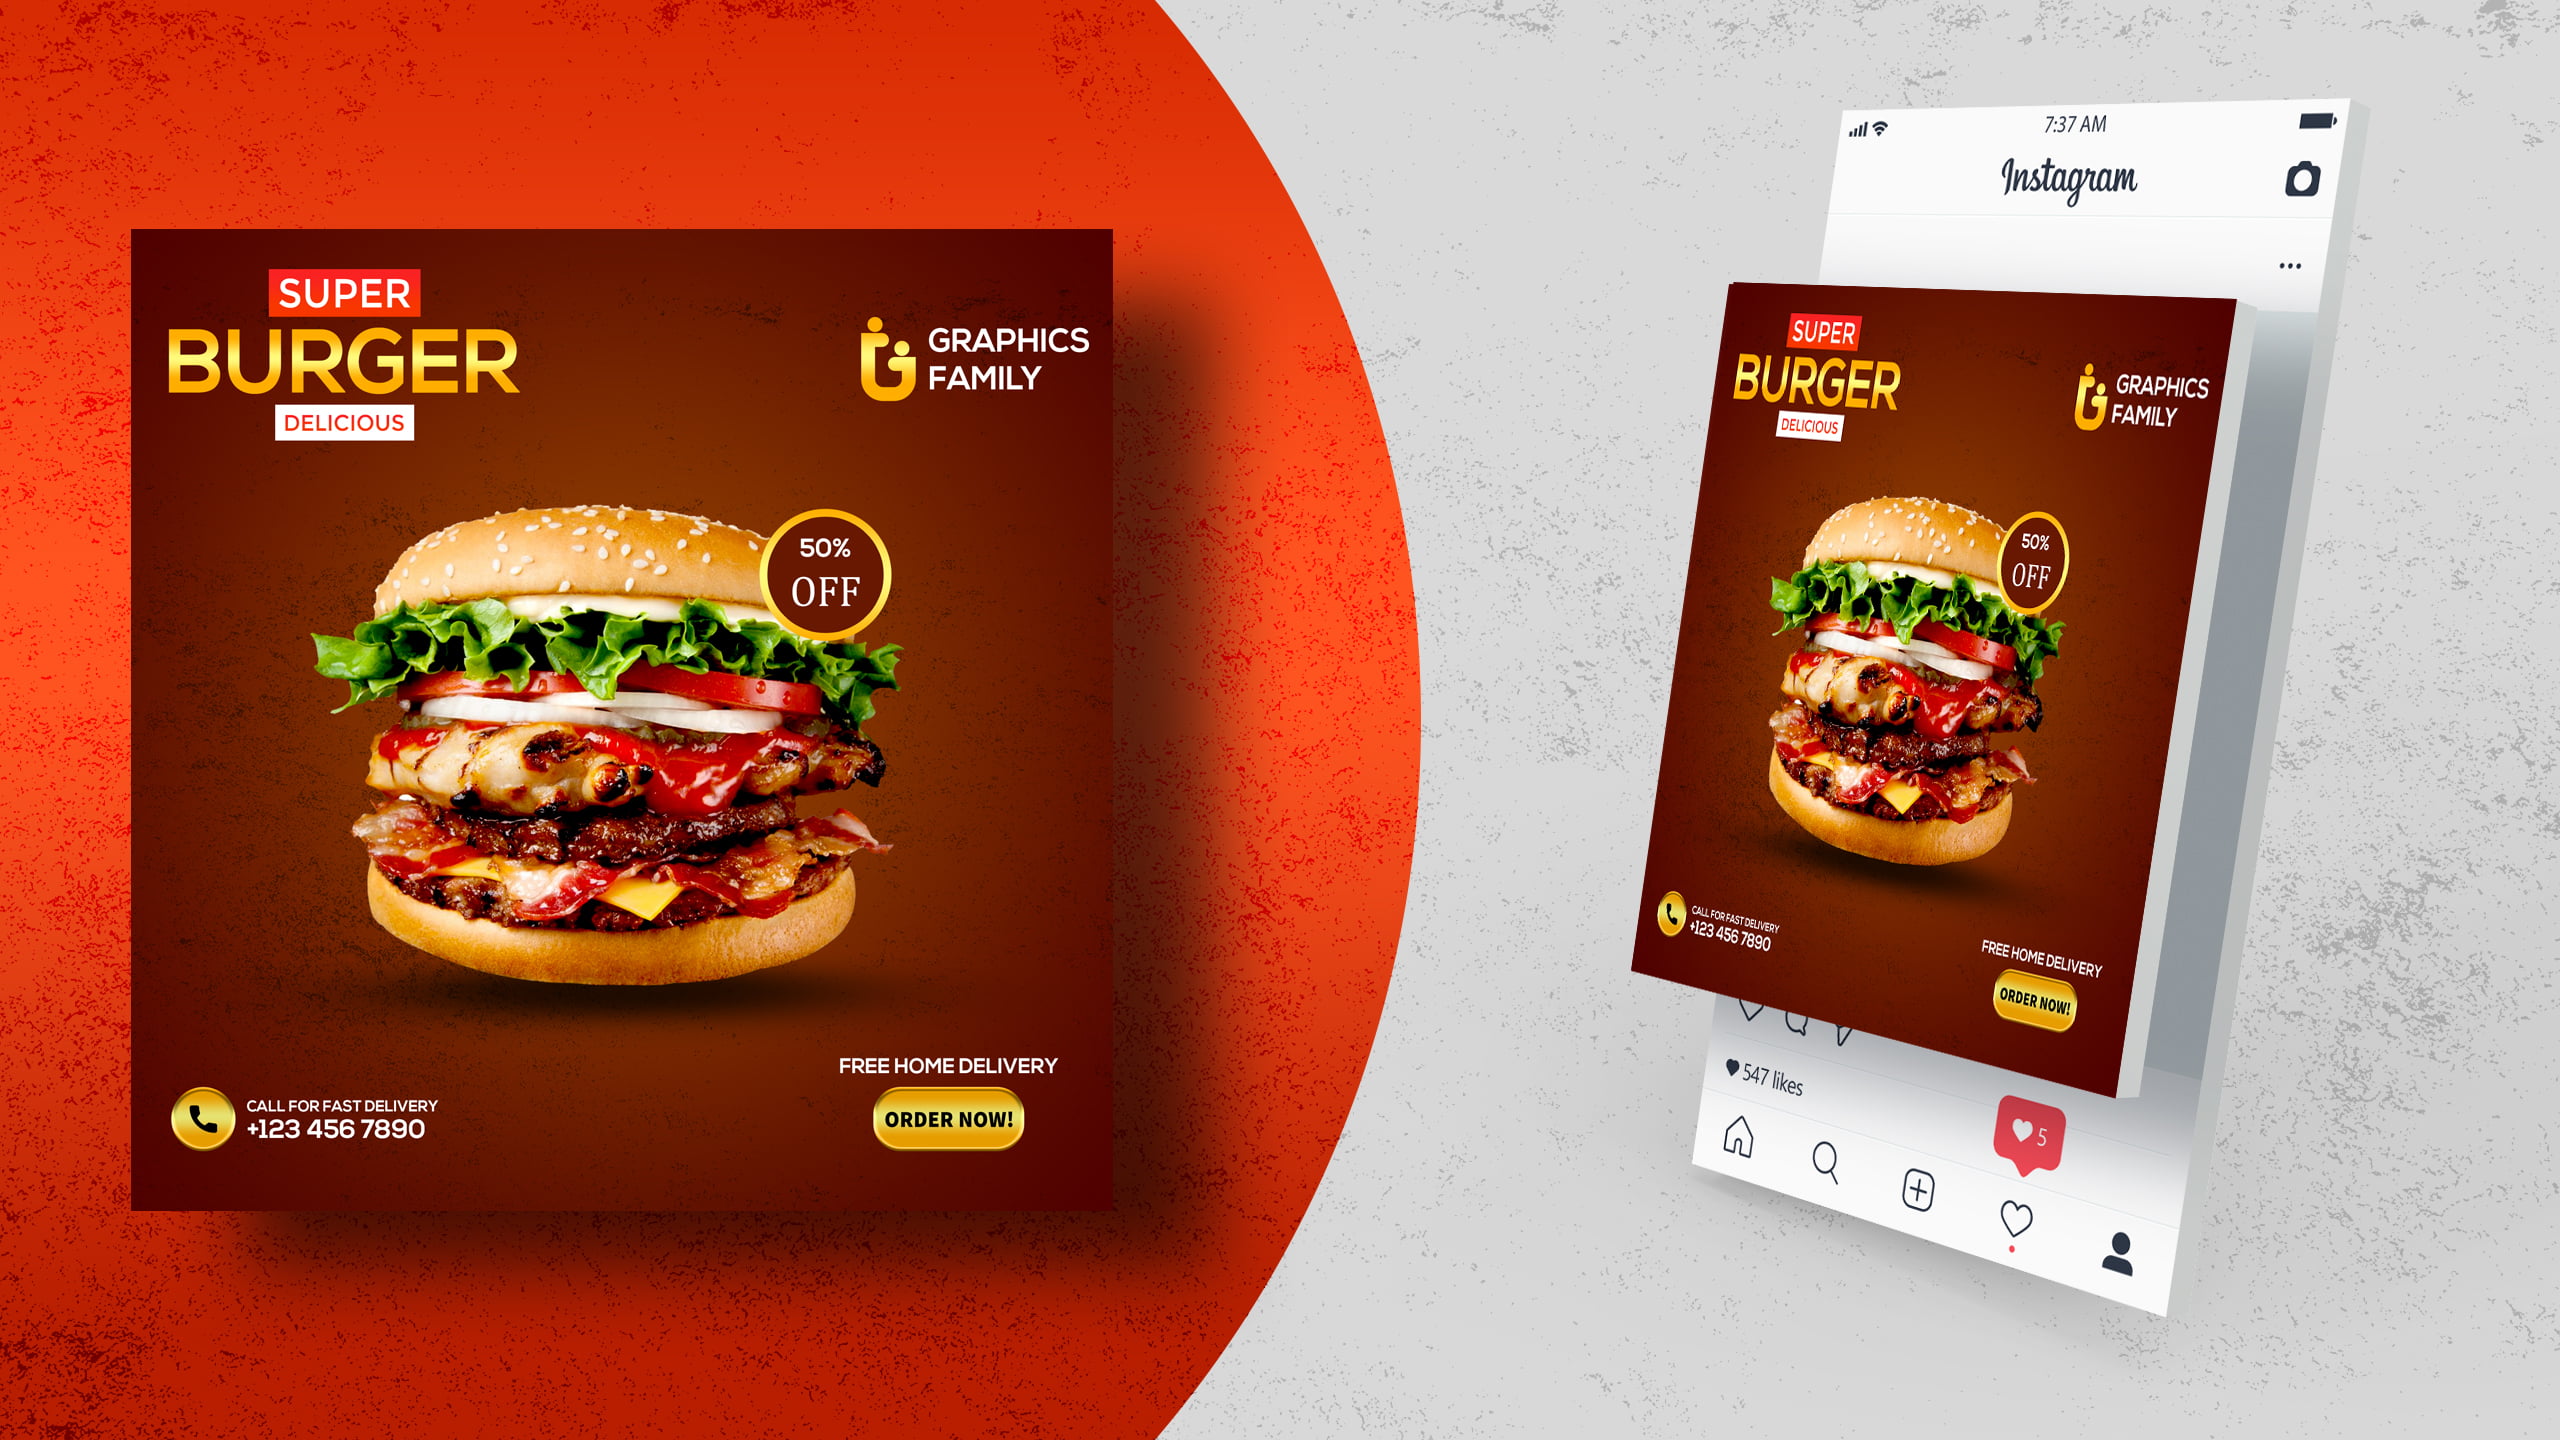 SUPER
BURGER
DELICIOUS
GRAPHICS
FAMILY
50%
OFF
CALL FOR FAST DELIVERY
+123 456 7890
FREE HOME DELIVERY
ORDER NOW!
7:37 AM
Instagram
SUPER
BURGER
DELICIOUS
GRAPHICS
FAMILY
50%
OFF
CALL FOR FAST DELIVERY
+123 456 7890
FREE HOME DELIVERY
ORDER NOW!
547 likes
5